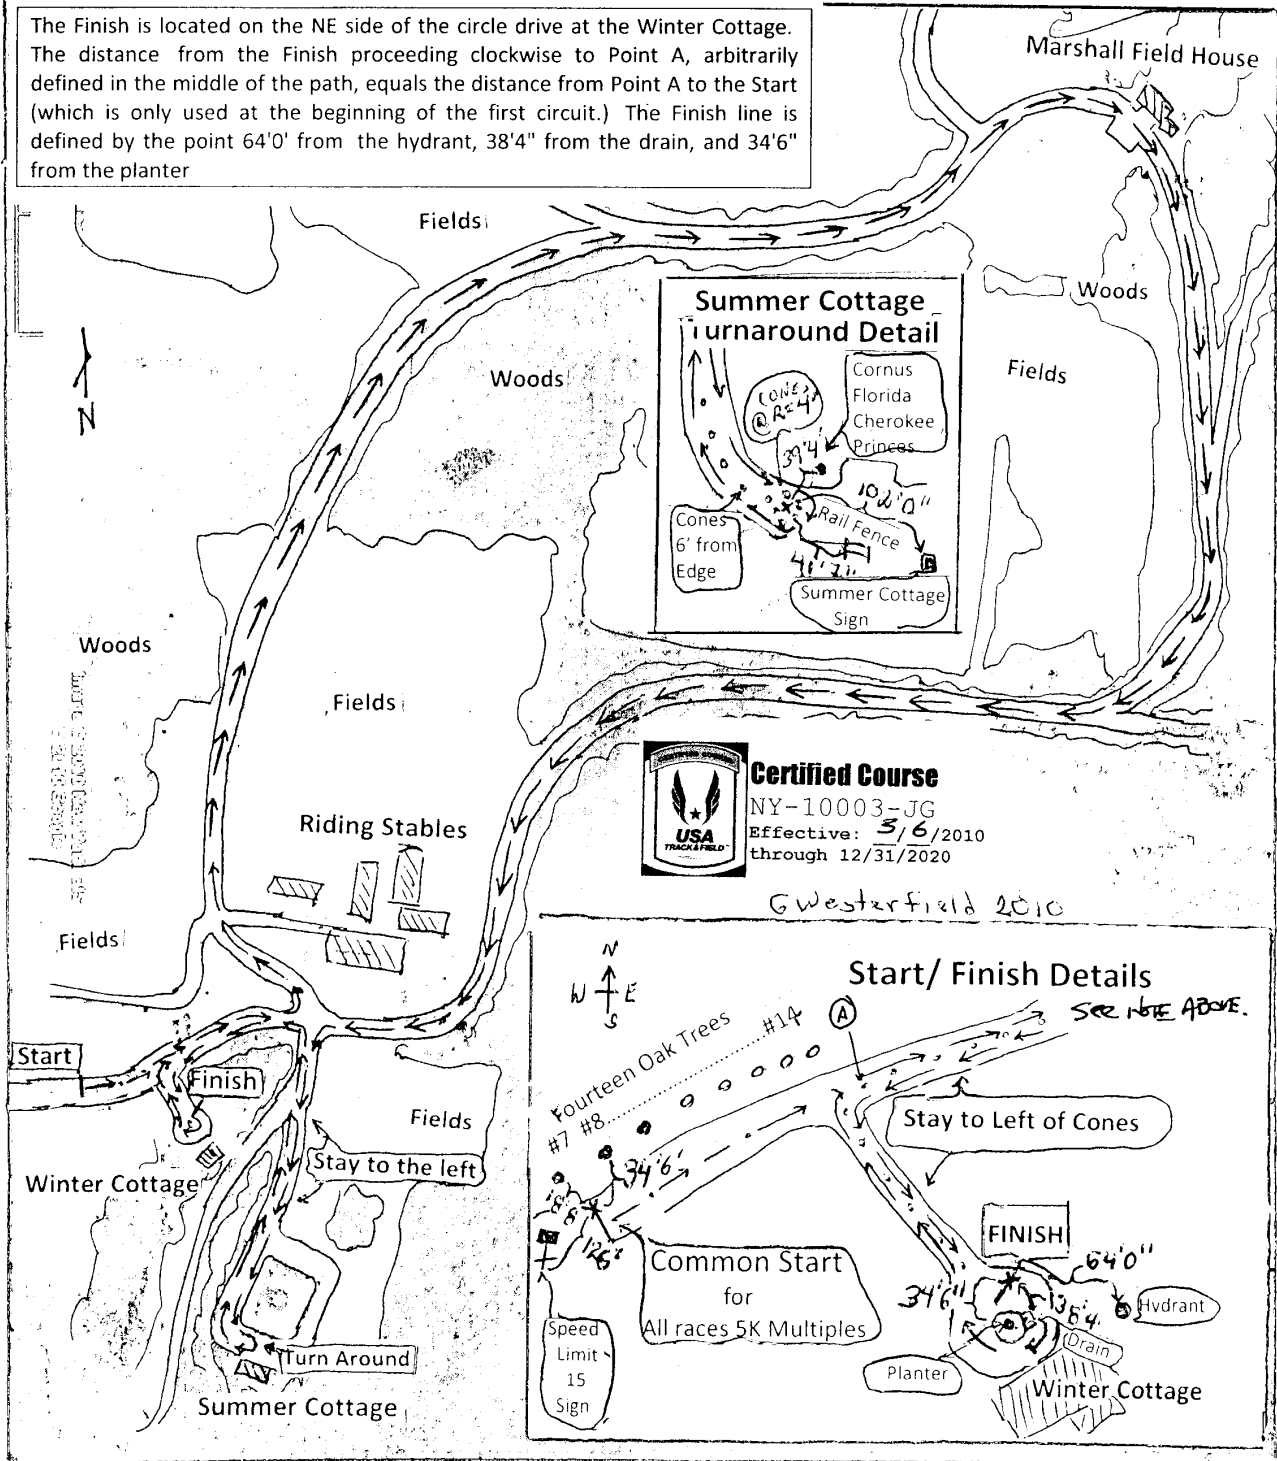 The Finish is located on the NE side of the circle drive at the Winter Cottage.
The distance from the Finish proceeding clockwise to Point A, arbitrarily
defined in the middle of the path, equals the distance from Point A to the Start
(which is only used at the beginning of the first circuit.) The Finish line is
defined by the point 64'0' from the hydrant, 38'4" from the drain, and 34'6"
from the planter
Marshall Field House
Fields
Woods
Summer Cottage
Turnaround Detail
Woods
Fields
CONES
@ R=4'
Cornus
Florida
Cherokee
Princes
39'4"
102'0"
Rail Fence
Cones
6' from
Edge
41'2"
Summer Cottage
Sign
N
Woods
Fields
Riding Stables
Fields
USA
TRACK & FIELD
Certified Course
NY-10003-JG
Effective: 3/6/2010
through 12/31/2020
GWesterfield 2010
Start
Finish
Fields
Stay to the left
Winter Cottage
Turn Around
Summer Cottage
N
W E
S
Start/ Finish Details
SEE NOTE ABOVE.
A
Fourteen Oak Trees
#7 #8......................#14
Stay to Left of Cones
34'6'
Common Start
for
All races 5K Multiples
Speed
Limit
15
Sign
FINISH
64'0"
34'6"
Hydrant
Drain
Planter
Winter Cottage